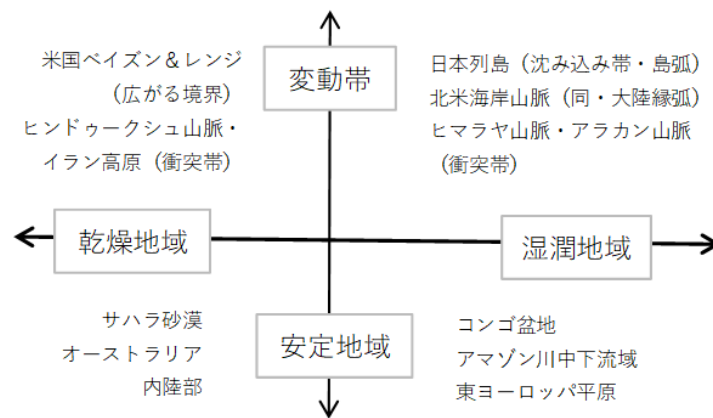 変動帯
米国ベイズン＆レンジ
（広がる境界）
ヒンドゥークシュ山脈・
イラン高原（衝突帯）
日本列島（沈み込み帯・島弧）
北米海岸山脈（同・大陸縁弧）
ヒマラヤ山脈・アラカン山脈
（衝突帯）
乾燥地域
湿潤地域
サハラ砂漠
オーストラリア
内陸部
安定地域
コンゴ盆地
アマゾン川中下流域
東ヨーロッパ平原